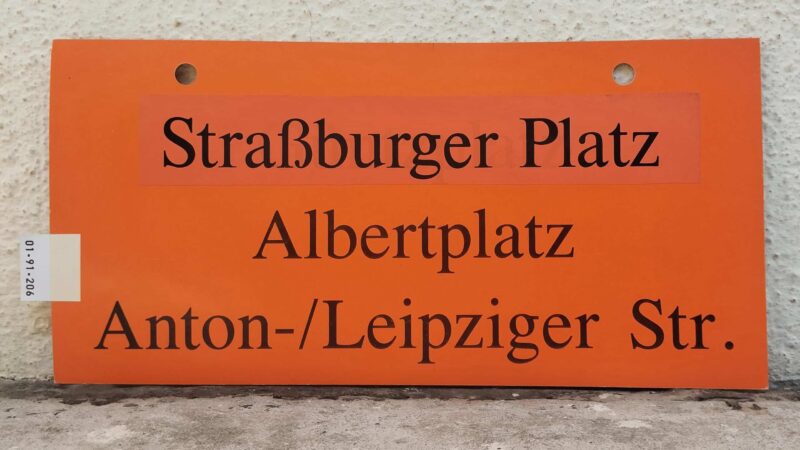 Straßburger Platz
Albertplatz
Anton-/Leipziger Str.
01·91·206